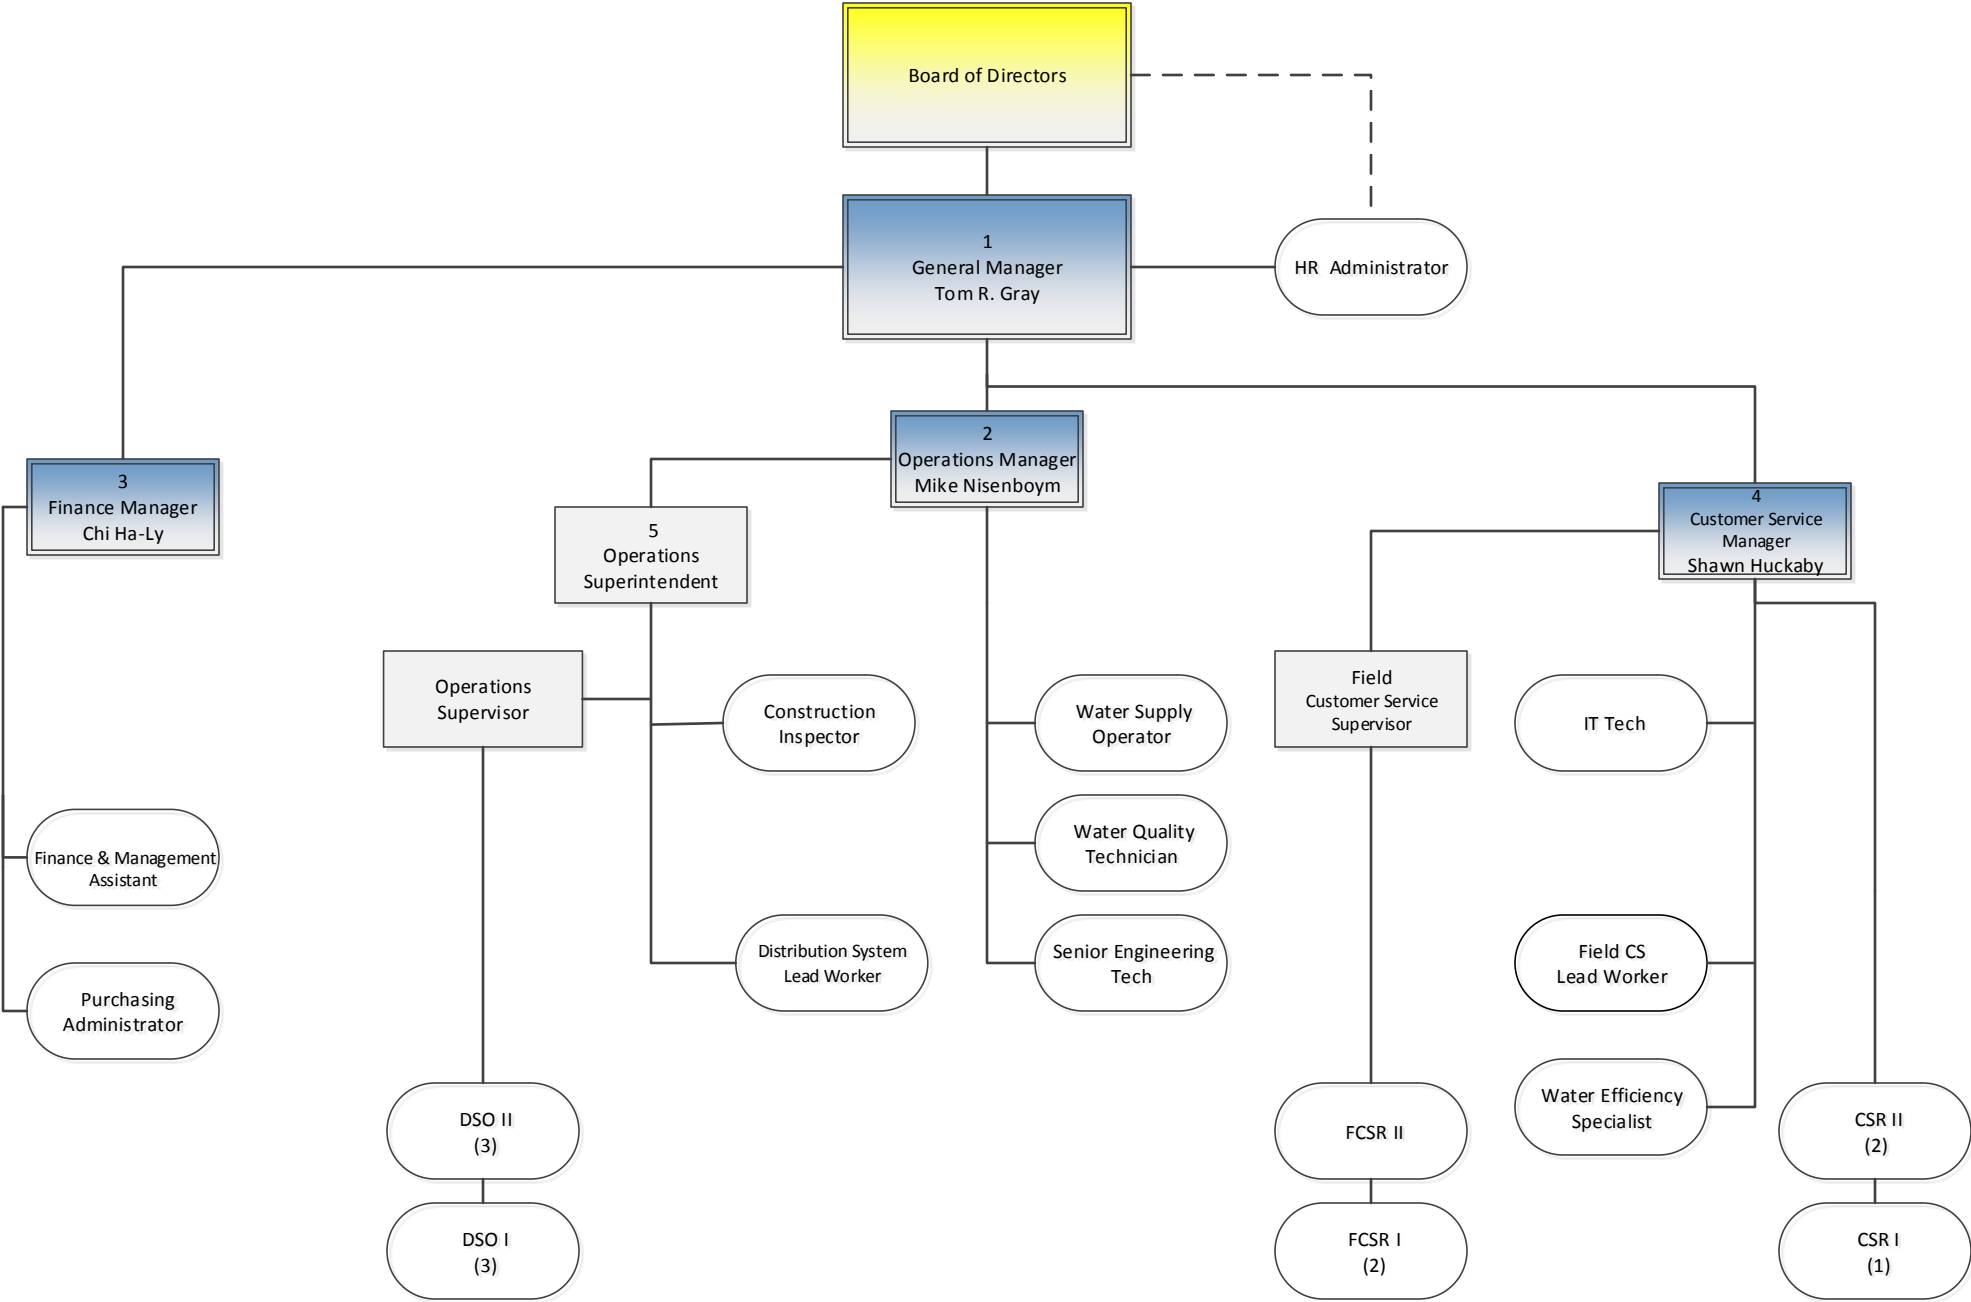 Board of Directors
1
General Manager
Tom R. Gray
HR  Administrator
3
Finance Manager
Chi Ha-Ly
2
Operations Manager
Mike Nisenboym
4
Customer Service
Manager
Shawn Huckaby
5
Operations
Superintendent
Operations
Supervisor
Construction
Inspector
Water Supply
Operator
Field
Customer Service
Supervisor
IT Tech
Finance & Management
Assistant
Water Quality
Technician
Distribution System
Lead Worker
Senior Engineering
Tech
Field CS
Lead Worker
Purchasing
Administrator
Water Efficiency
Specialist
DSO II
(3)
FCSR II
CSR II
(2)
DSO I
(3)
FCSR I
(2)
CSR I
(1)